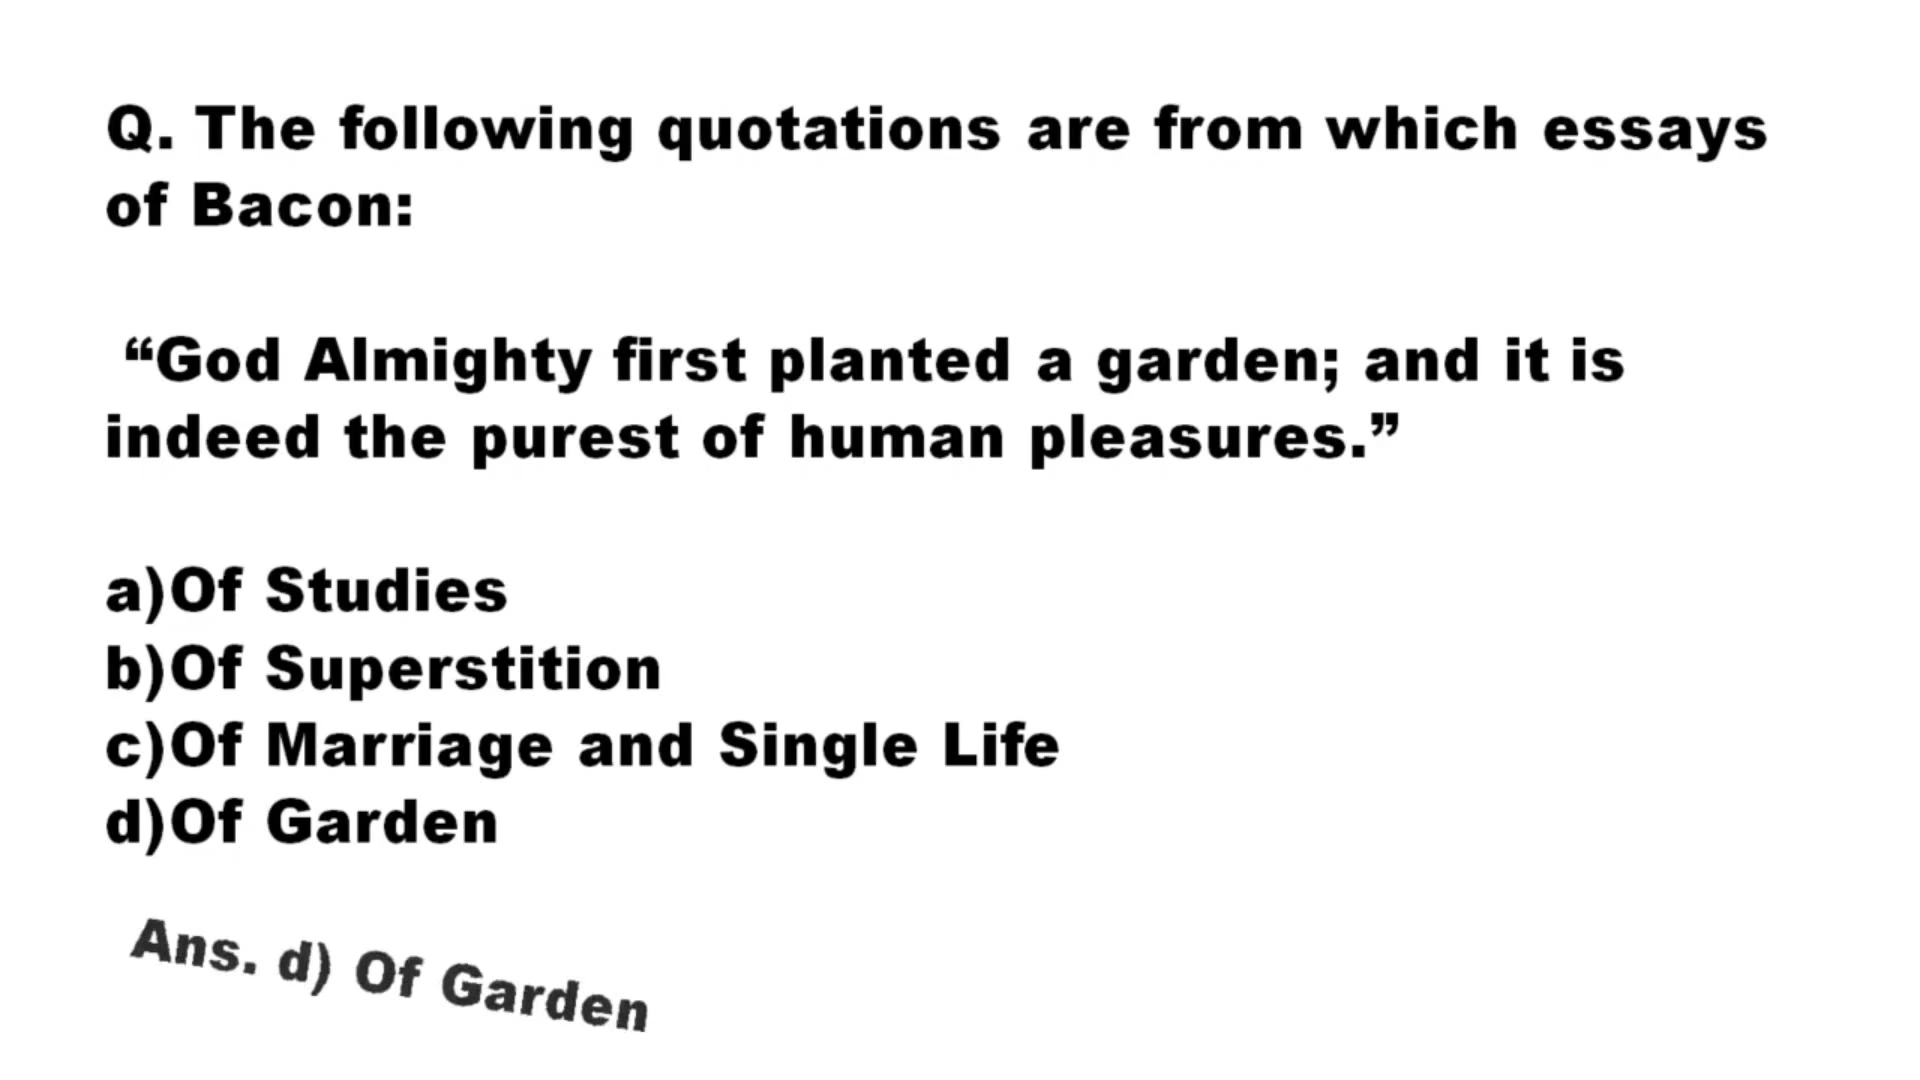 Q. The following quotations are from which essays
of Bacon:
“God Almighty first planted a garden; and it is
indeed the purest of human pleasures.”
a)Of Studies
b)Of Superstition
c)Of Marriage and Single Life
d)Of Garden
Ans. d) Of Garden